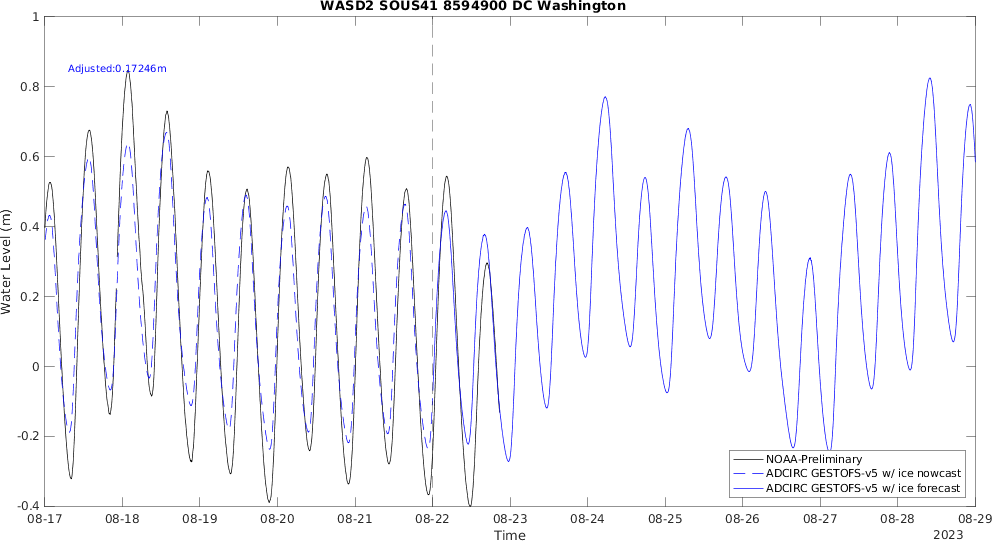 WASD2 SOUS41 8594900 DC Washington
Adjusted:0.17246m
Water Level (m)
1
0.8
0.6
0.4
0.2
0
-0.2
-0.4
NOAA-Preliminary
ADCIRC GESTOFS-v5 w/ ice nowcast
ADCIRC GESTOFS-v5 w/ ice forecast
08-17 08-18 08-19 08-20 08-21 08-22 08-23 08-24 08-25 08-26 08-27 08-28 08-29
Time
2023